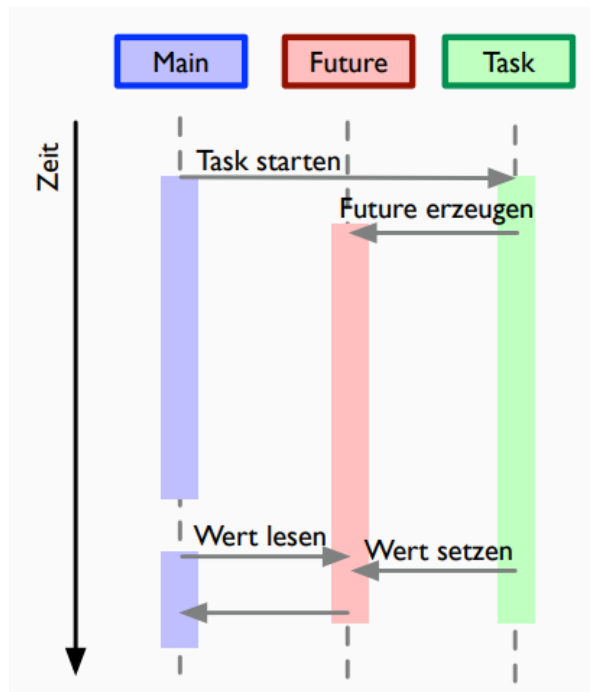 Main
Future
Task
Zeit
Task starten
Future erzeugen
Wert lesen
Wert setzen